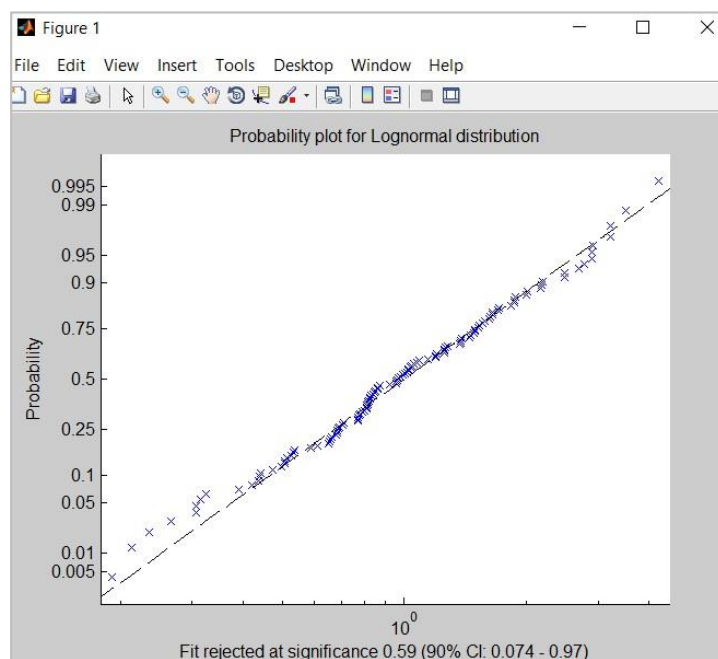 Figure 1
File Edit View Insert Tools Desktop Window Help
Probability plot for Lognormal distribution
0.995
0.99
0.95
0.9
0.75
0.5
0.25
0.1
0.05
0.01
0.005
Probability
10^0
Fit rejected at significance 0.59 (90% CI: 0.074 - 0.97)